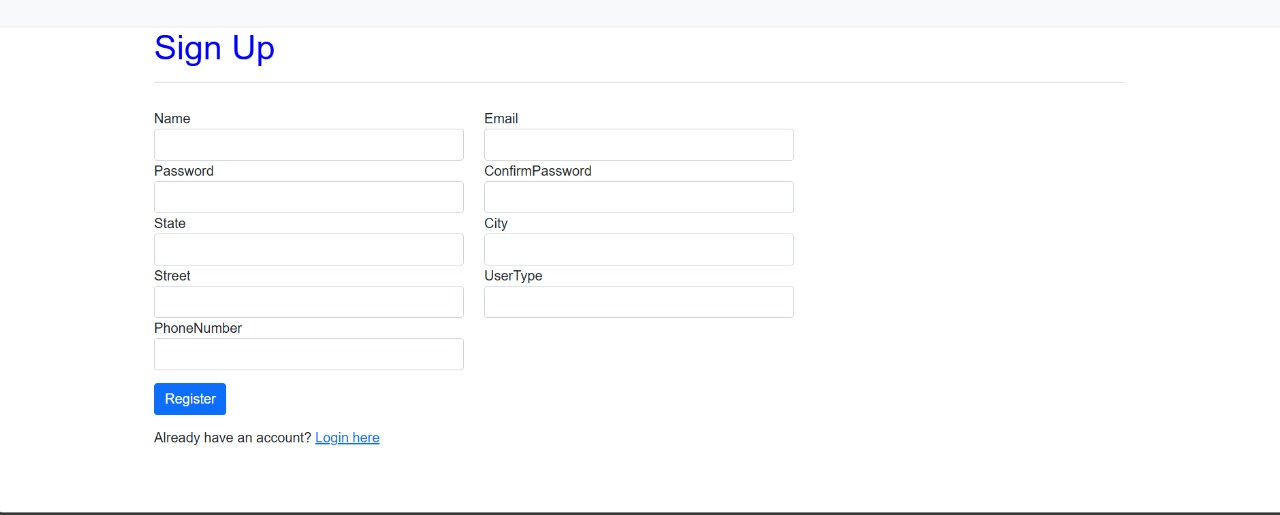 Sign Up
Name Email
Password ConfirmPassword
State City
Street UserType
PhoneNumber
Register
Already have an account? Login here